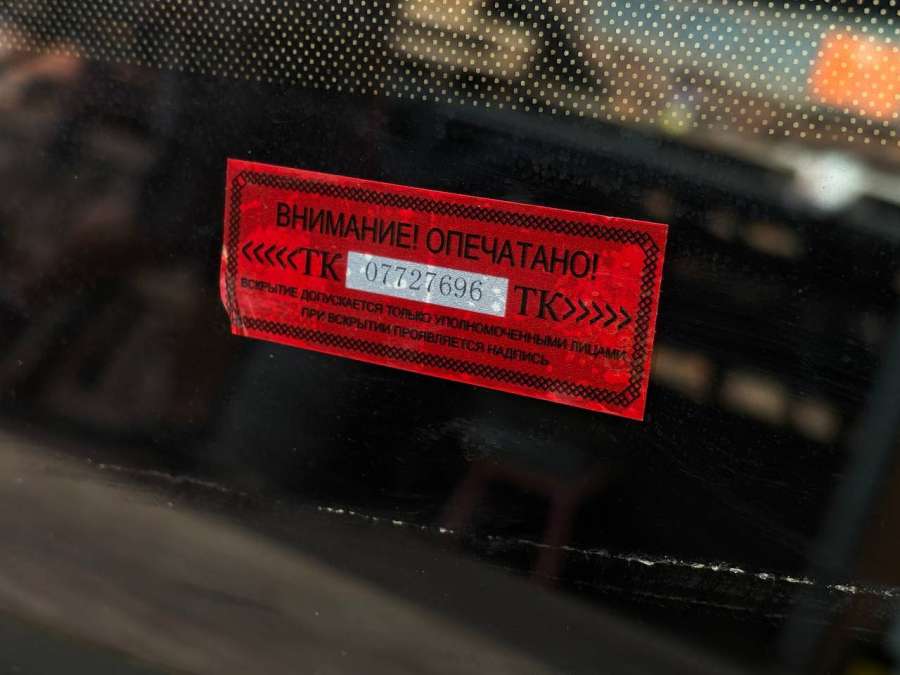 ВНИМАНИЕ! ОПЕЧАТАНО!
<<<<<ТК 07727696 ТК>>>>>
ВСКРЫТИЕ ДОПУСКАЕТСЯ ТОЛЬКО УПОЛНОМОЧЕННЫМИ ЛИЦАМИ
ПРИ ВСКРЫТИИ ПРОЯВЛЯЕТСЯ НАДПИСЬ